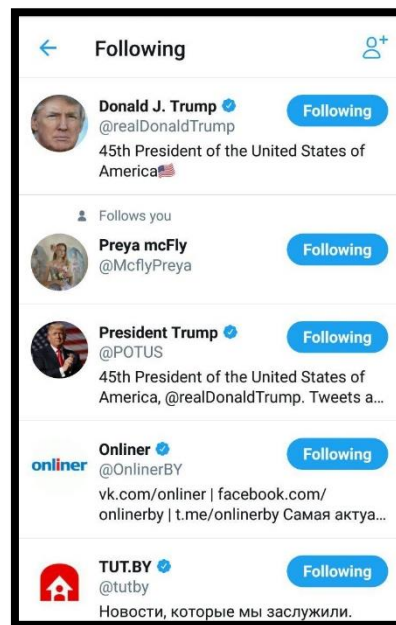 Following
Donald J. Trump
Following
@realDonaldTrump
45th President of the United States of
America🇺🇸
Follows you
Preya mcFly
Following
@McflyPreya
President Trump
Following
@POTUS
45th President of the United States of
America, @realDonaldTrump. Tweets a...
onliner
Onliner
Following
@OnlinerBY
vk.com/onliner | facebook.com/
onlinerby | t.me/onlinerby Самая актуа...
TUT.BY
Following
@tutby
Новости, которые мы заслужили.